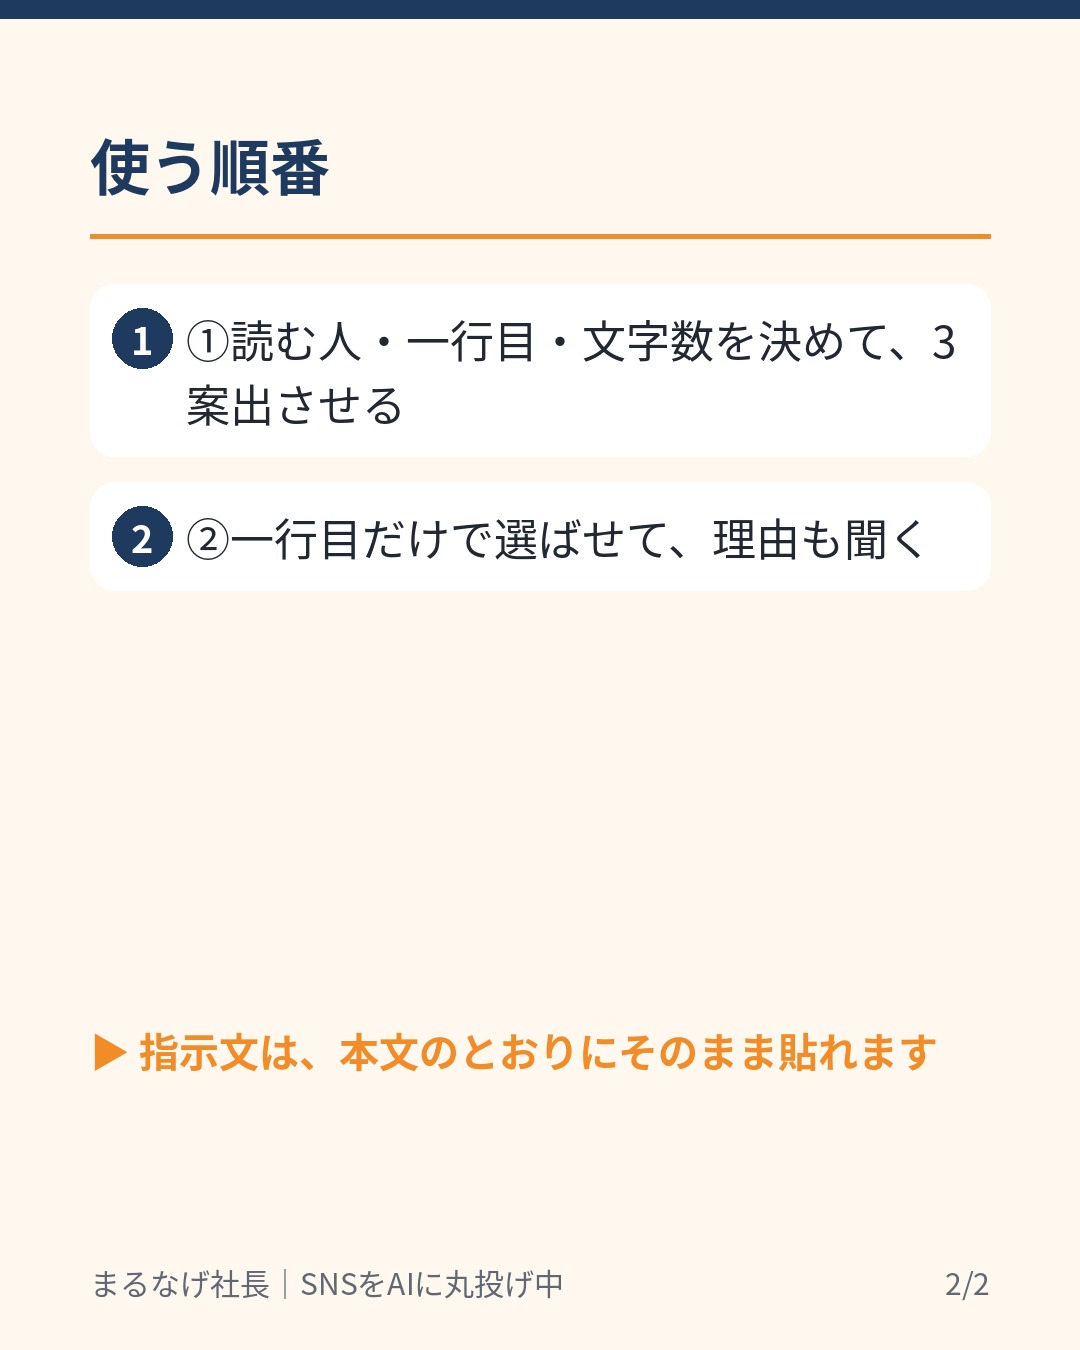 使う順番
1 ①読む人・一行目・文字数を決めて、3
案出させる
2 ②一行目だけで選ばせて、理由も聞く
▶ 指示文は、本文のとおりにそのまま貼れます
まるなげ社長｜SNSをAIに丸投げ中 2/2